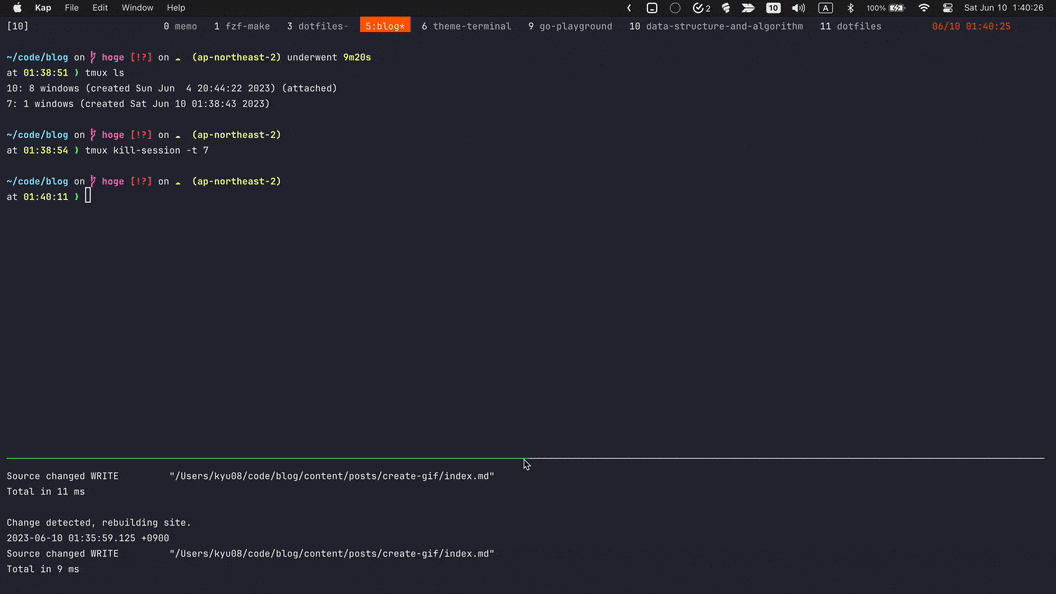 Kap File Edit Window Help 2 10 A 100% Sat Jun 10 1:40:26
[10] 0 memo 1 fzf-make 3 dotfiles- 5:blog* 6 theme-terminal 9 go-playground 10 data-structure-and-algorithm 11 dotfiles 06/10 01:40:25
~/code/blog on hoge [!?] on (ap-northeast-2) underwent 9m20s
at 01:38:51 ❯ tmux ls
10: 8 windows (created Sun Jun  4 20:44:22 2023) (attached)
7: 1 windows (created Sat Jun 10 01:38:43 2023)
~/code/blog on hoge [!?] on (ap-northeast-2)
at 01:38:54 ❯ tmux kill-session -t 7
~/code/blog on hoge [!?] on (ap-northeast-2)
at 01:40:11 ❯
Source changed WRITE "/Users/kyu08/code/blog/content/posts/create-gif/index.md"
Total in 11 ms
Change detected, rebuilding site.
2023-06-10 01:35:59.125 +0900
Source changed WRITE "/Users/kyu08/code/blog/content/posts/create-gif/index.md"
Total in 9 ms